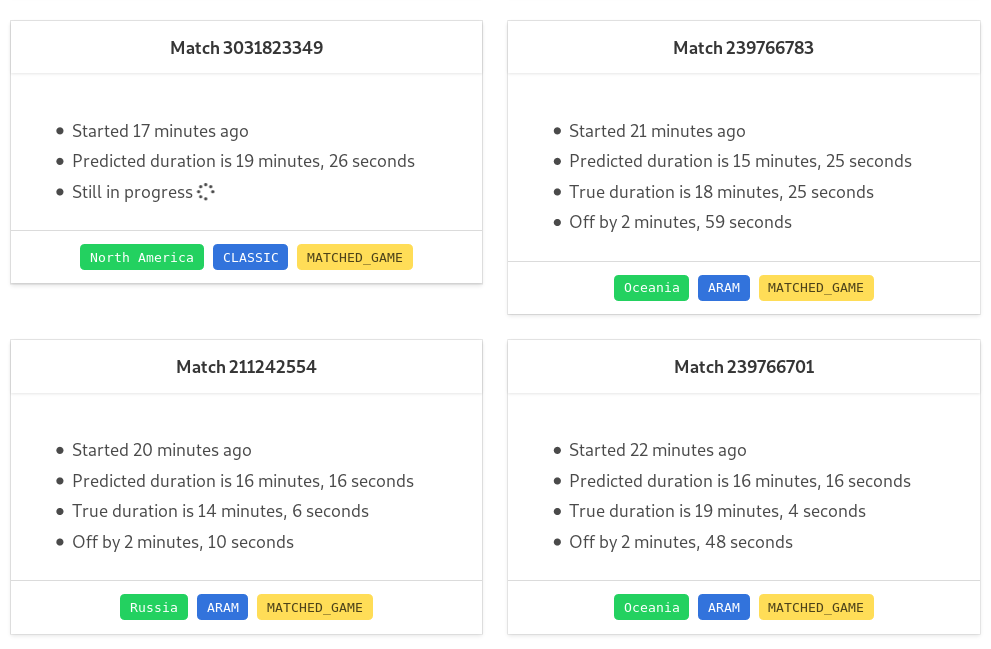 Match 3031823349
Started 17 minutes ago
Predicted duration is 19 minutes, 26 seconds
Still in progress
North America CLASSIC MATCHED_GAME
Match 239766783
Started 21 minutes ago
Predicted duration is 15 minutes, 25 seconds
True duration is 18 minutes, 25 seconds
Off by 2 minutes, 59 seconds
Oceania ARAM MATCHED_GAME
Match 211242554
Started 20 minutes ago
Predicted duration is 16 minutes, 16 seconds
True duration is 14 minutes, 6 seconds
Off by 2 minutes, 10 seconds
Russia ARAM MATCHED_GAME
Match 239766701
Started 22 minutes ago
Predicted duration is 16 minutes, 16 seconds
True duration is 19 minutes, 4 seconds
Off by 2 minutes, 48 seconds
Oceania ARAM MATCHED_GAME